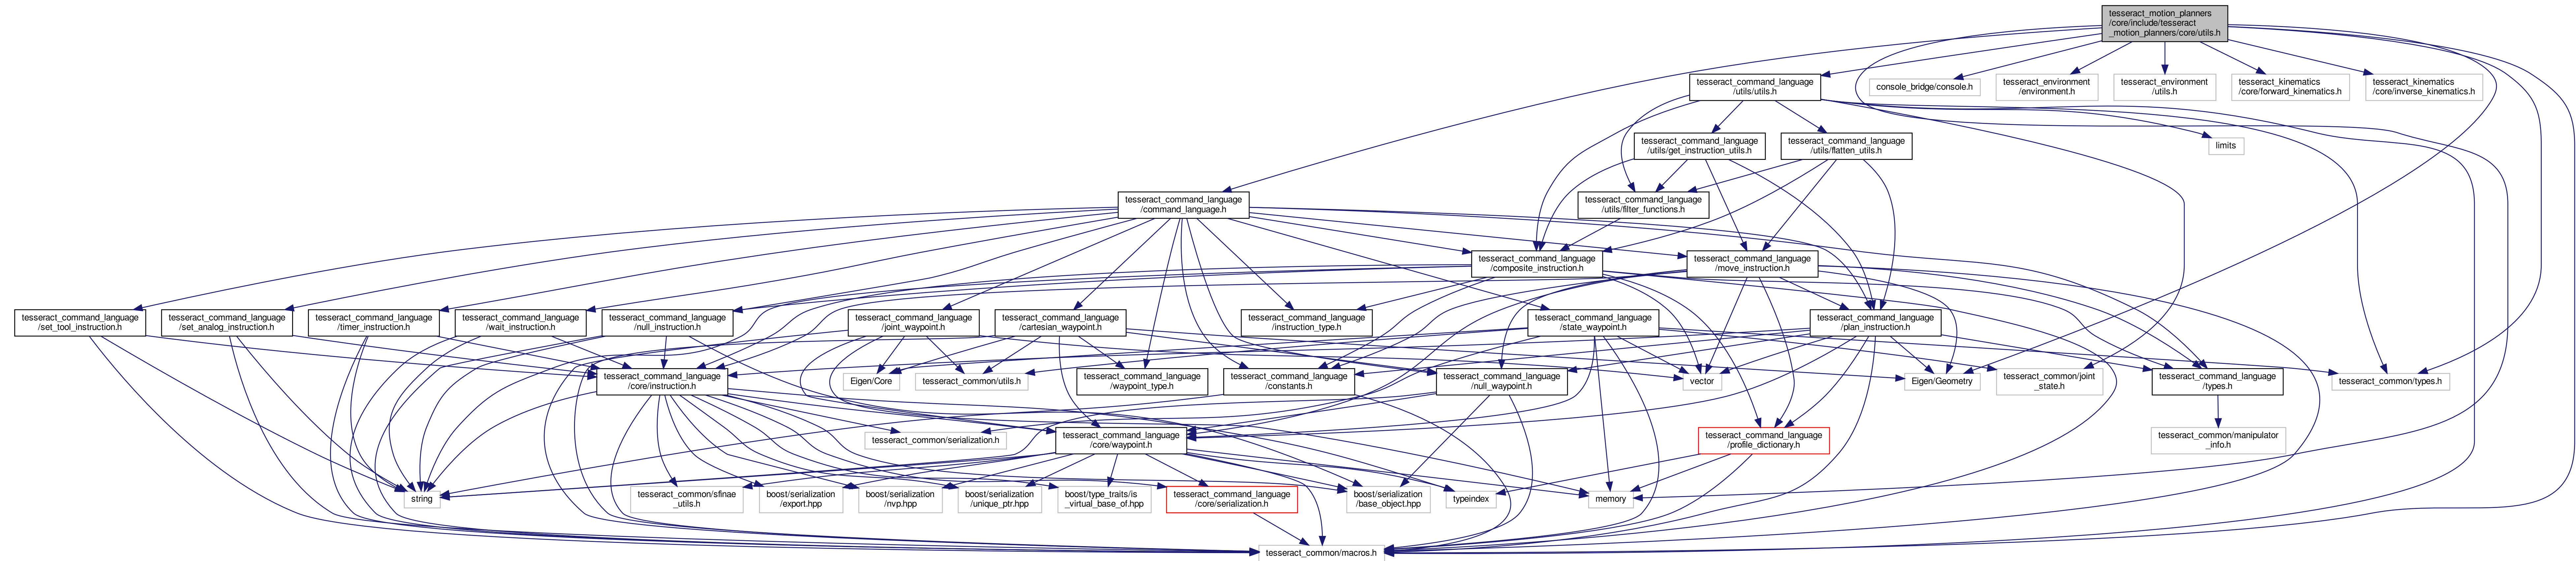 tesseract_motion_planners
/core/include/tesseract
_motion_planners/core/utils.h
tesseract_command_language
/utils/utils.h
console_bridge/console.h
tesseract_environment
/environment.h
tesseract_environment
/utils.h
tesseract_kinematics
/core/forward_kinematics.h
tesseract_kinematics
/core/inverse_kinematics.h
tesseract_command_language
/utils/get_instruction_utils.h
tesseract_command_language
/utils/flatten_utils.h
limits
tesseract_command_language
/command_language.h
tesseract_command_language
/utils/filter_functions.h
tesseract_command_language
/composite_instruction.h
tesseract_command_language
/move_instruction.h
tesseract_command_language
/set_tool_instruction.h
tesseract_command_language
/set_analog_instruction.h
tesseract_command_language
/timer_instruction.h
tesseract_command_language
/wait_instruction.h
tesseract_command_language
/null_instruction.h
tesseract_command_language
/joint_waypoint.h
tesseract_command_language
/cartesian_waypoint.h
tesseract_command_language
/instruction_type.h
tesseract_command_language
/state_waypoint.h
tesseract_command_language
/plan_instruction.h
tesseract_command_language
/core/instruction.h
Eigen/Core
tesseract_common/utils.h
tesseract_command_language
/waypoint_type.h
tesseract_command_language
/constants.h
tesseract_command_language
/null_waypoint.h
vector
Eigen/Geometry
tesseract_common/joint
_state.h
tesseract_command_language
/types.h
tesseract_common/types.h
tesseract_common/serialization.h
tesseract_command_language
/core/waypoint.h
tesseract_command_language
/profile_dictionary.h
tesseract_common/manipulator
_info.h
string
tesseract_common/sfinae
_utils.h
boost/serialization
/export.hpp
boost/serialization
/nvp.hpp
boost/serialization
/unique_ptr.hpp
boost/type_traits/is
_virtual_base_of.hpp
tesseract_command_language
/core/serialization.h
boost/serialization
/base_object.hpp
typeindex
memory
tesseract_common/macros.h